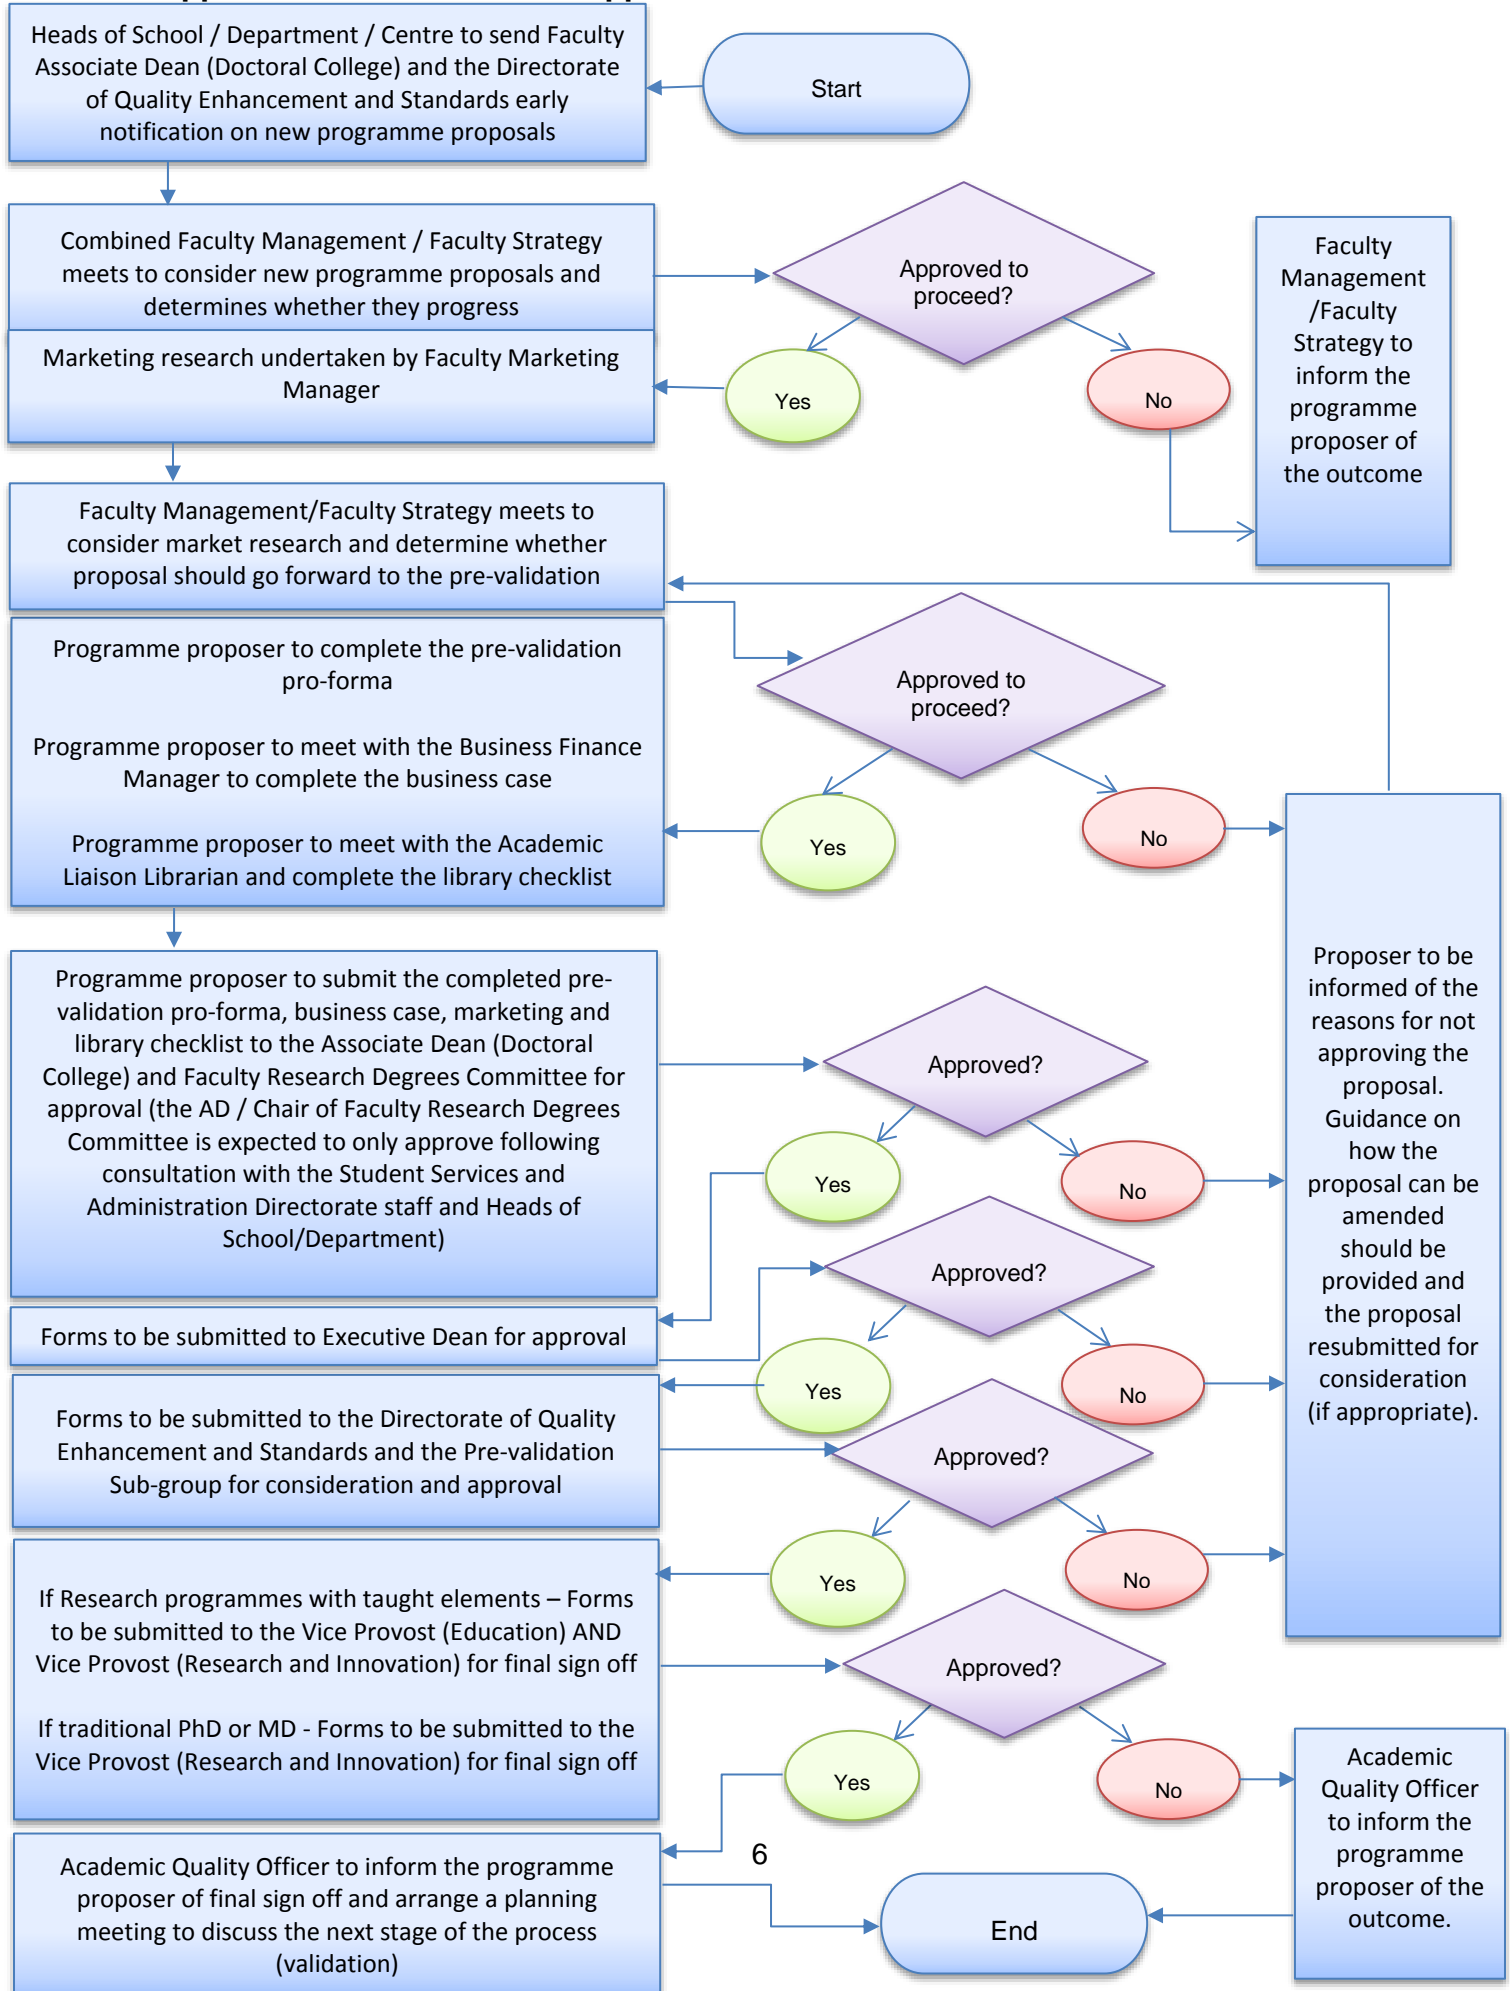 Heads of School / Department / Centre to send Faculty
Associate Dean (Doctoral College) and the Directorate
of Quality Enhancement and Standards early
notification on new programme proposals
Start
Combined Faculty Management / Faculty Strategy
meets to consider new programme proposals and
determines whether they progress
Approved to
proceed?
Faculty
Management
/Faculty
Strategy to
inform the
programme
proposer of
the outcome
Marketing research undertaken by Faculty Marketing
Manager
Yes
No
Faculty Management/Faculty Strategy meets to
consider market research and determine whether
proposal should go forward to the pre-validation
Programme proposer to complete the pre-validation
pro-forma
Programme proposer to meet with the Business Finance
Manager to complete the business case
Programme proposer to meet with the Academic
Liaison Librarian and complete the library checklist
Approved to
proceed?
Yes
No
Proposer to be
informed of the
reasons for not
approving the
proposal.
Guidance on
how the
proposal can be
amended
should be
provided and
the proposal
resubmitted for
consideration
(if appropriate).
Programme proposer to submit the completed pre-
validation pro-forma, business case, marketing and
library checklist to the Associate Dean (Doctoral
College) and Faculty Research Degrees Committee for
approval (the AD / Chair of Faculty Research Degrees
Committee is expected to only approve following
consultation with the Student Services and
Administration Directorate staff and Heads of
School/Department)
Approved?
Yes
No
Forms to be submitted to Executive Dean for approval
Approved?
Yes
No
Forms to be submitted to the Directorate of Quality
Enhancement and Standards and the Pre-validation
Sub-group for consideration and approval
Approved?
Yes
No
If Research programmes with taught elements – Forms
to be submitted to the Vice Provost (Education) AND
Vice Provost (Research and Innovation) for final sign off
If traditional PhD or MD - Forms to be submitted to the
Vice Provost (Research and Innovation) for final sign off
Approved?
Yes
No
Academic
Quality Officer
to inform the
programme
proposer of the
outcome.
Academic Quality Officer to inform the programme
proposer of final sign off and arrange a planning
meeting to discuss the next stage of the process
(validation)
6
End